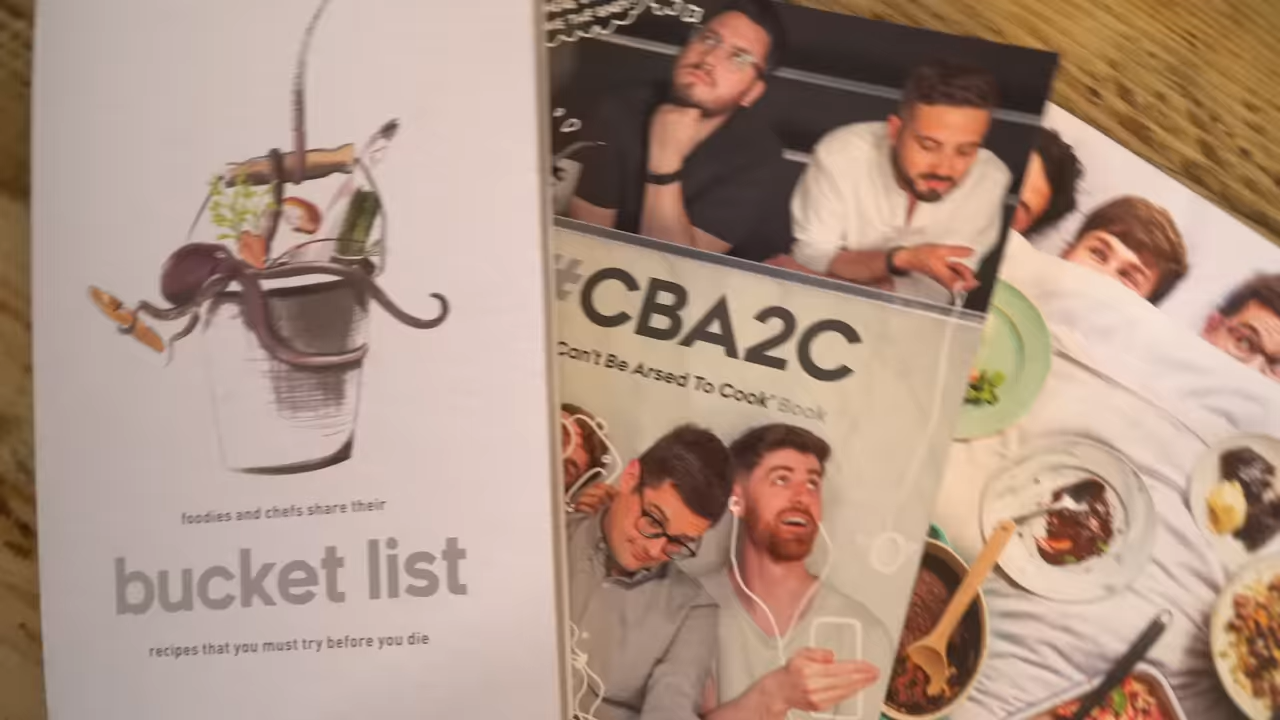 foodies and chefs share their
bucket list
recipes that you must try before you die
#CBA2C
Can't Be Arsed To Cook" Book